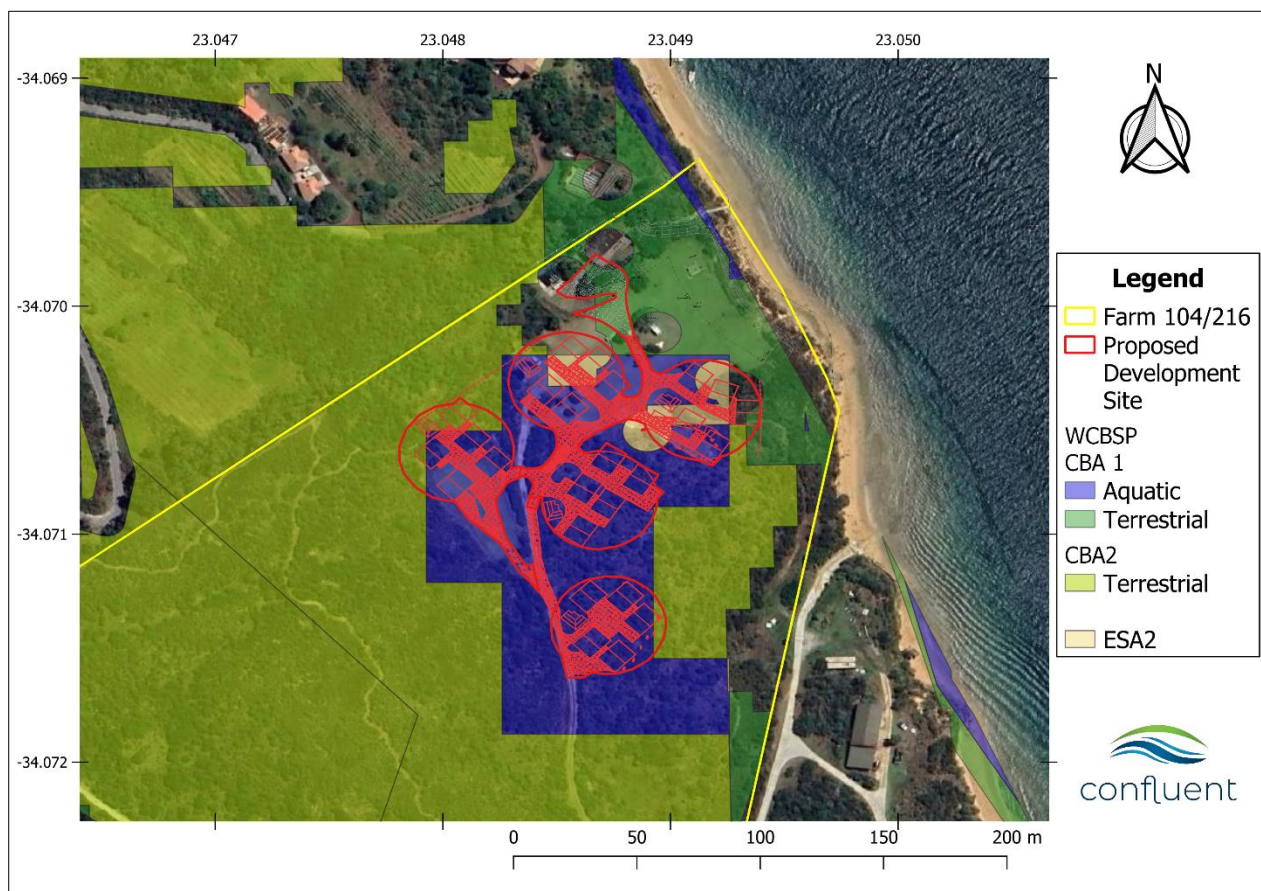 23.047 23.048 23.049 23.050
-34.069
-34.070
-34.071
-34.072
N
Legend
Farm 104/216
Proposed
Development
Site
WCBSP
CBA 1
Aquatic
Terrestrial
CBA2
Terrestrial
ESA2
confluent
0 50 100 150 200 m